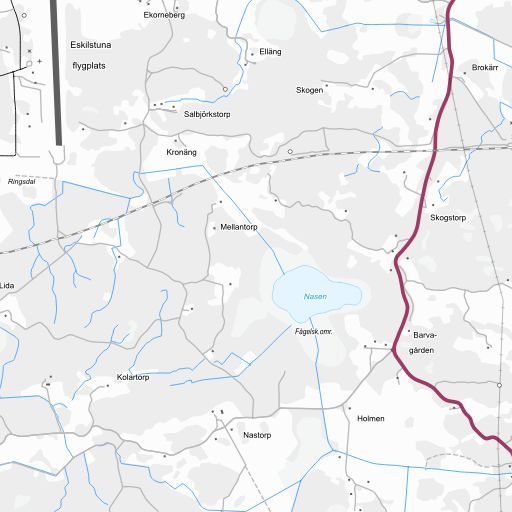 Ekorneberg
Eskilstuna
flygplats
Elläng
Brokärr
Skogen
Salbjörkstorp
Kronäng
Ringsdal
Skogstorp
Mellantorp
Lida
Nasen
Fågelsk.omr.
Barva-
gården
Kolartorp
Holmen
Nastorp